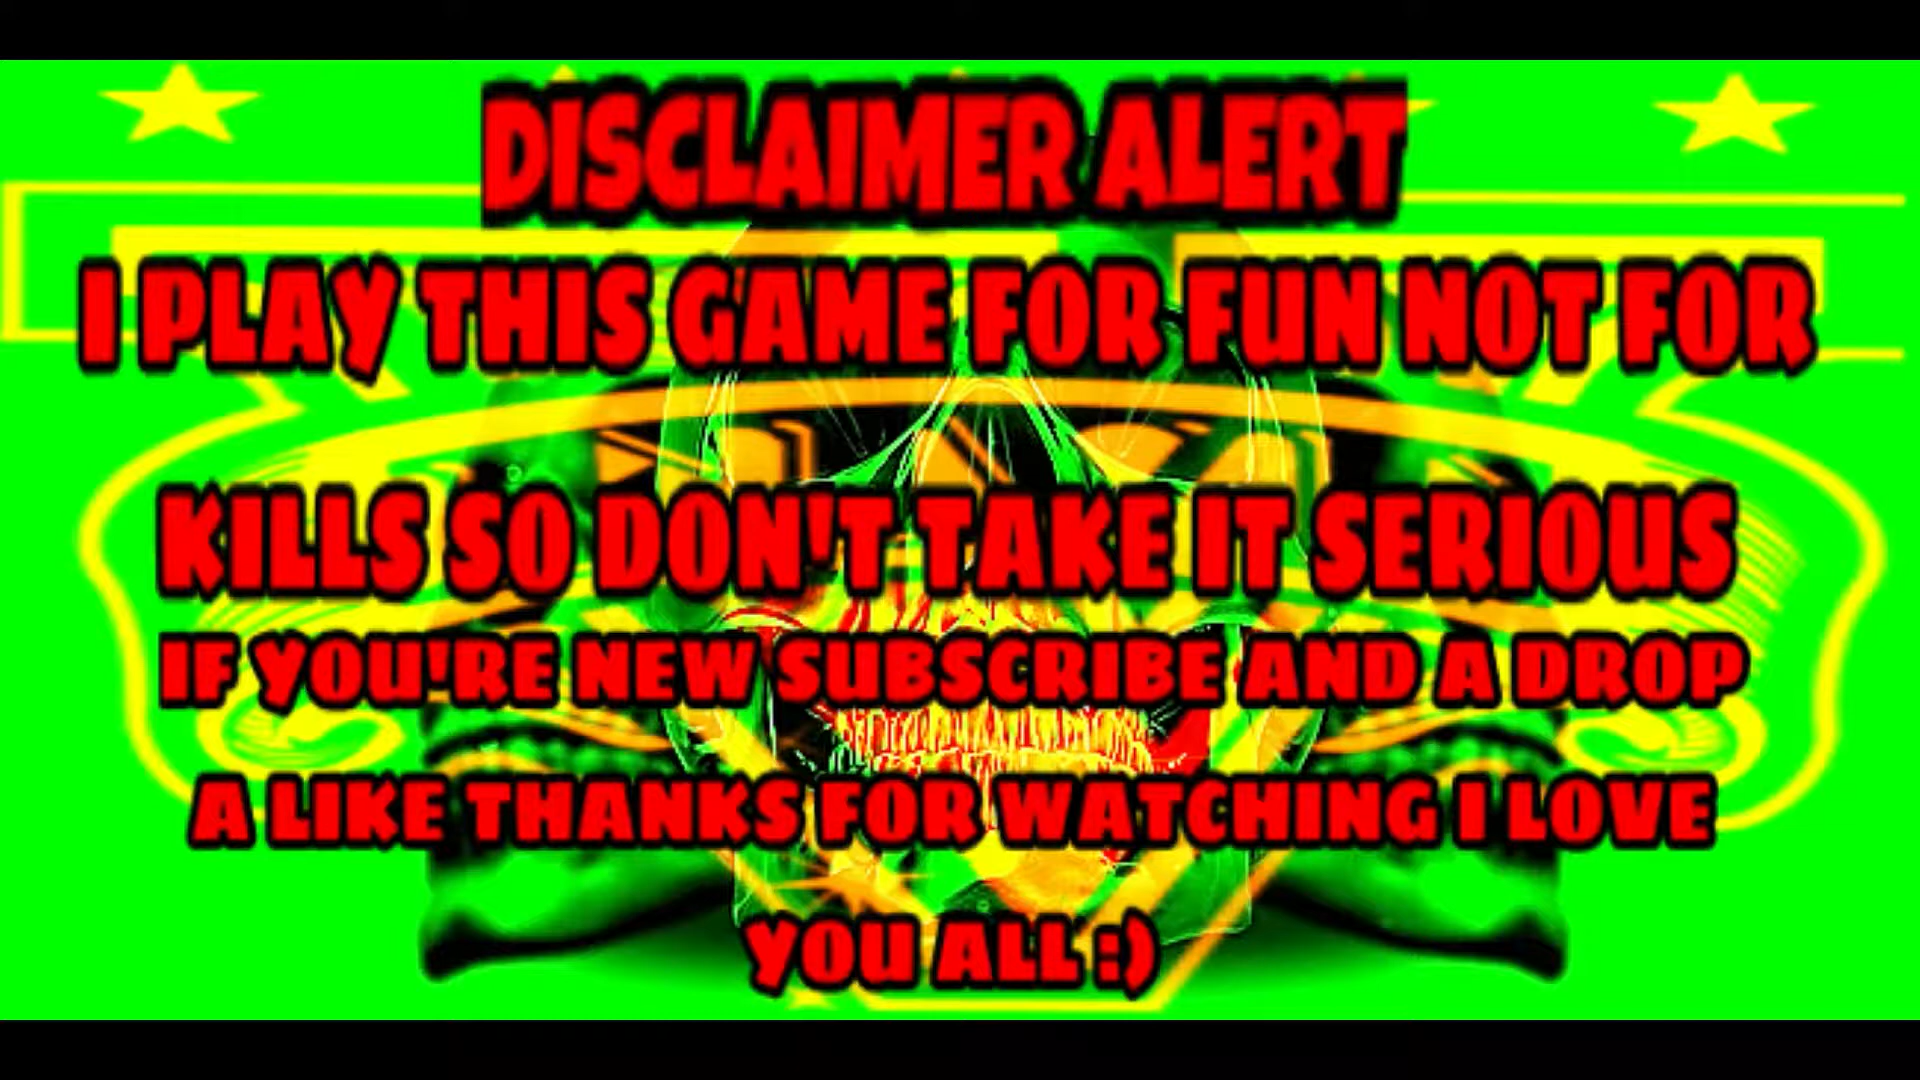 DISCLAIMER ALERT
I PLAY THIS GAME FOR FUN NOT FOR
KILLS SO DON'T TAKE IT SERIOUS
IF YOU'RE NEW SUBSCRIBE AND A DROP
A LIKE THANKS FOR WATCHING I LOVE
YOU ALL :)